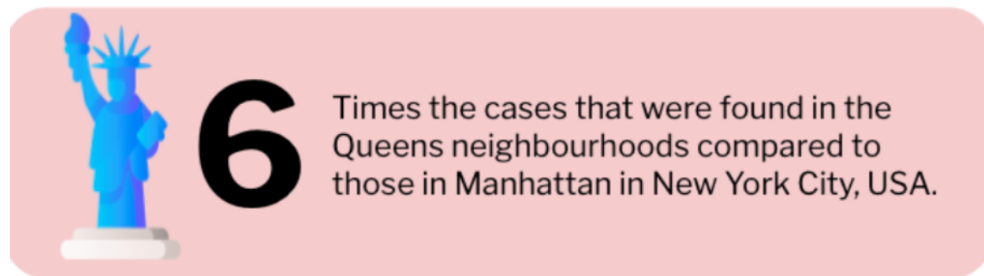 6
Times the cases that were found in the
Queens neighbourhoods compared to
those in Manhattan in New York City, USA.